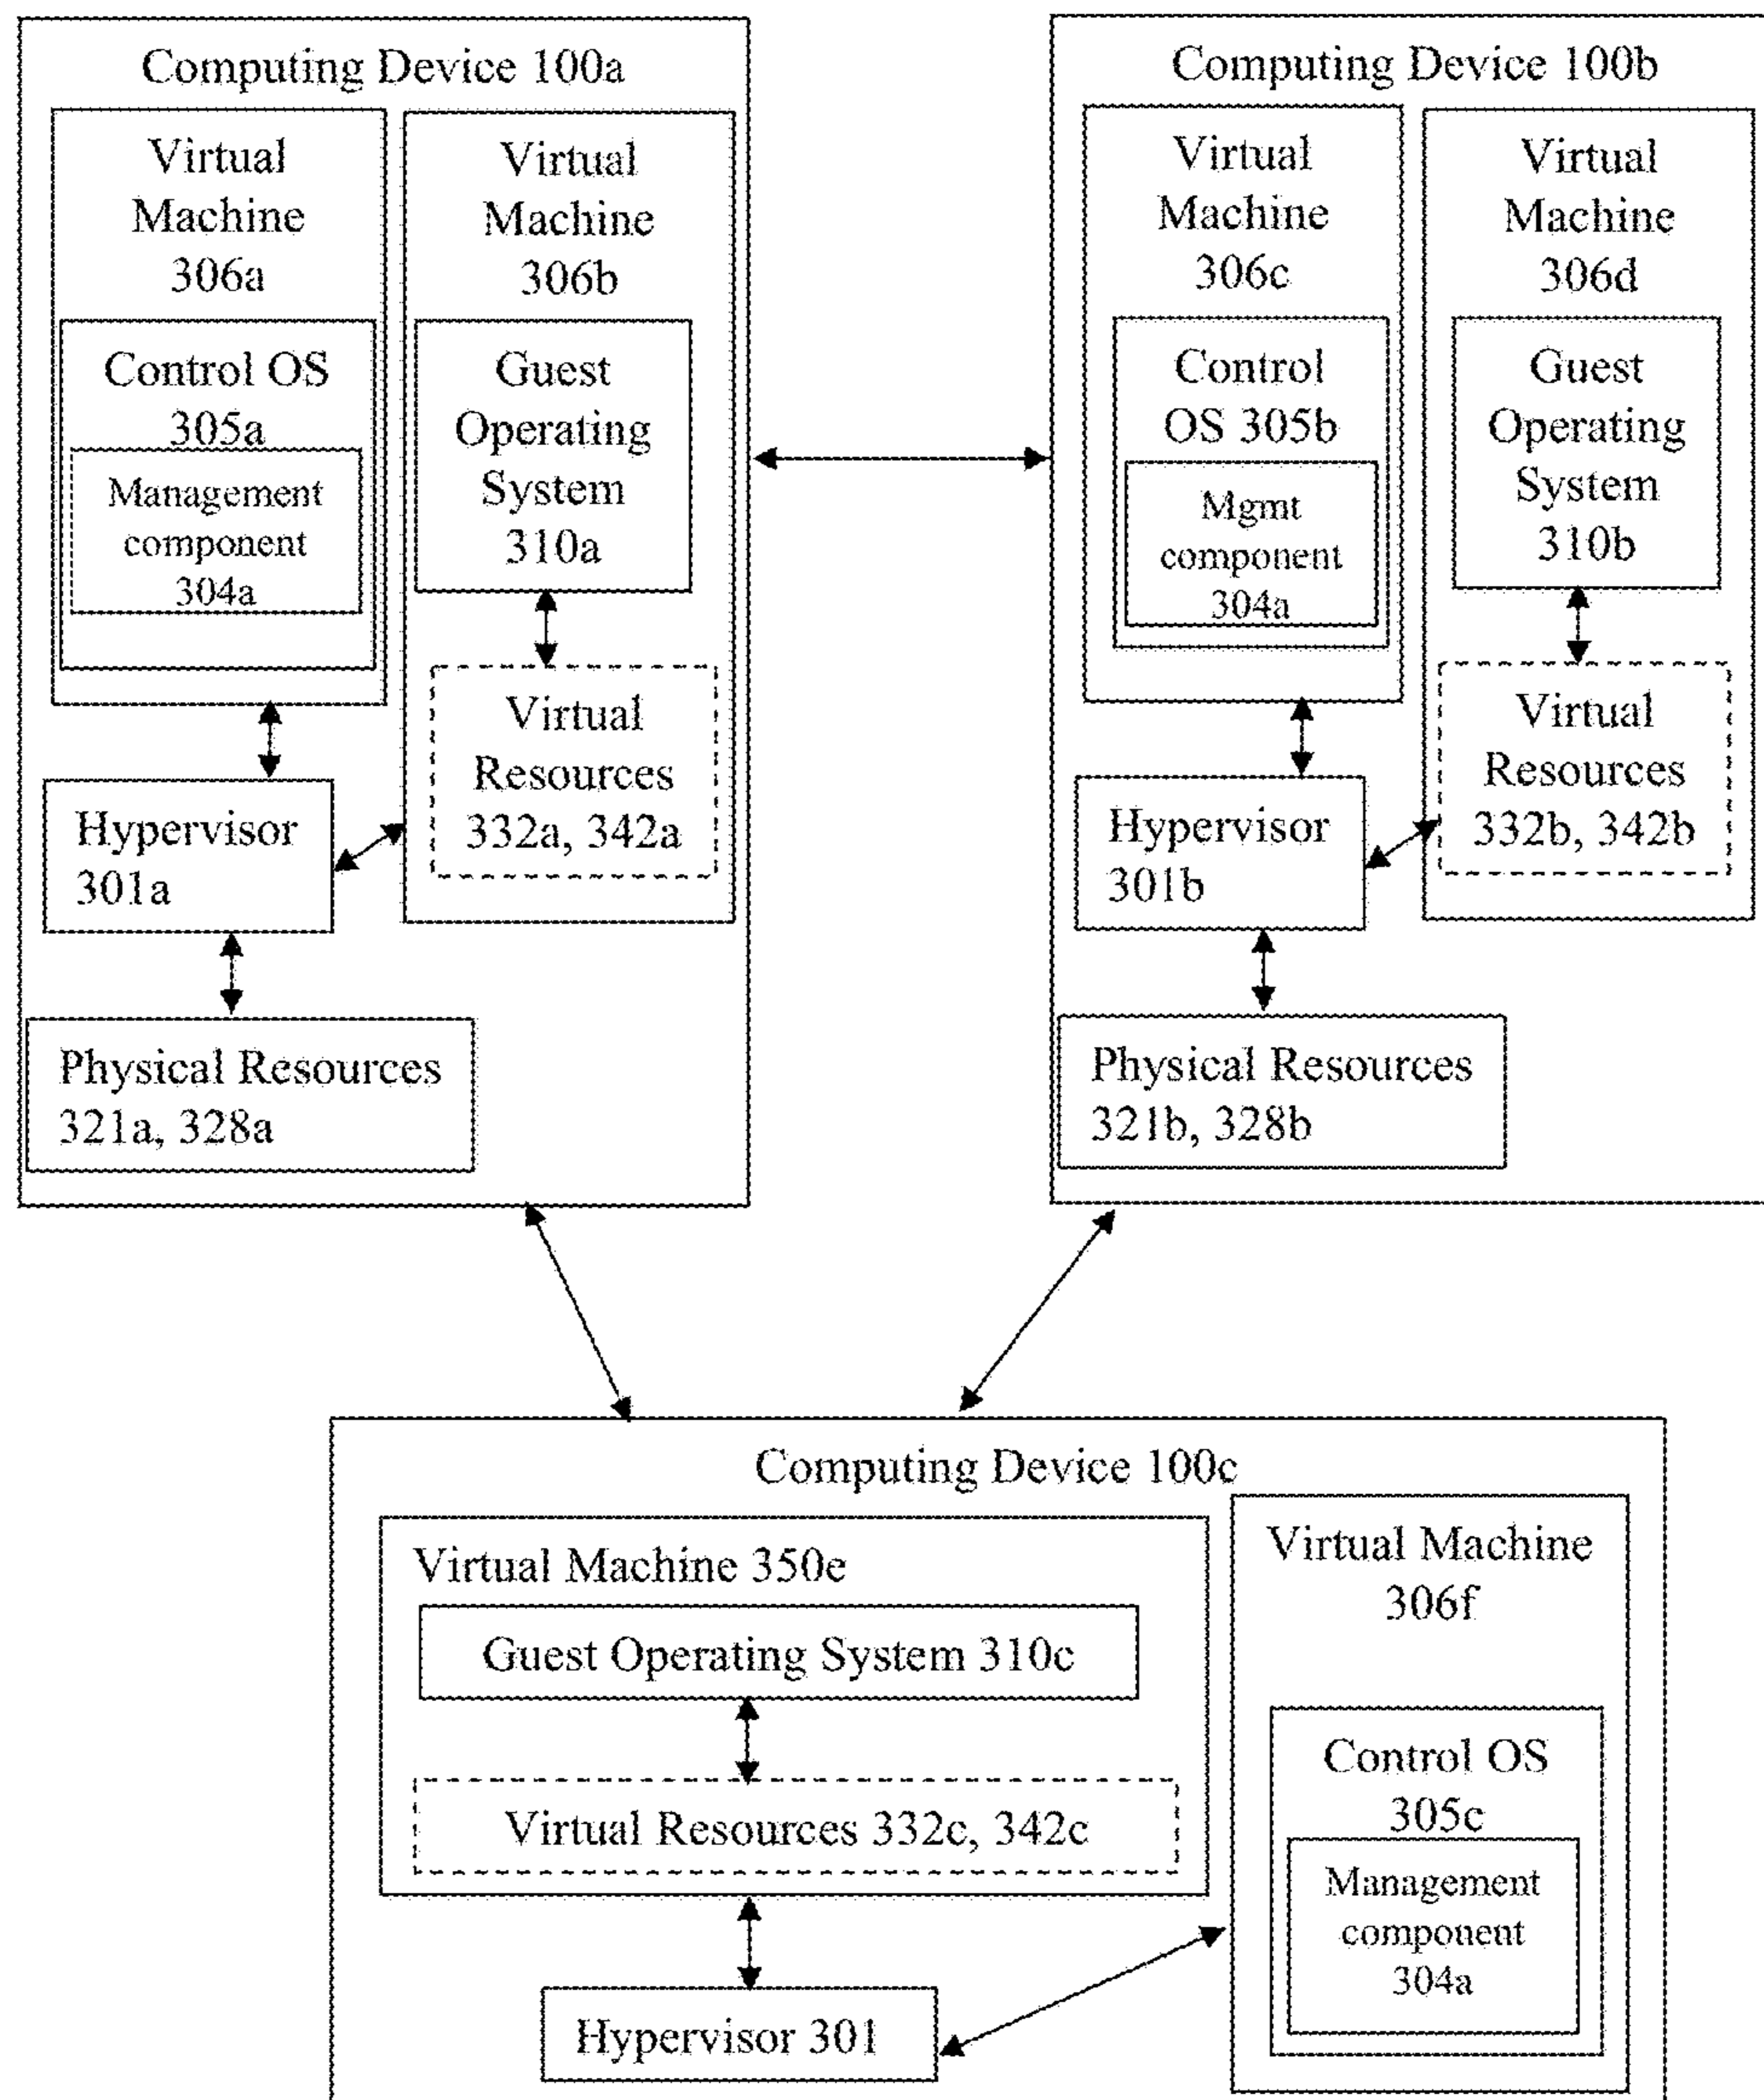 Computing Device 100a
Virtual
Machine
306a
Control OS
305a
Management
component
304a
Virtual
Machine
306b
Guest
Operating
System
310a
Virtual
Resources
332a, 342a
Hypervisor
301a
Physical Resources
321a, 328a
Computing Device 100b
Virtual
Machine
306c
Control
OS 305b
Mgmt
component
304a
Virtual
Machine
306d
Guest
Operating
System
310b
Virtual
Resources
332b, 342b
Hypervisor
301b
Physical Resources
321b, 328b
Computing Device 100c
Virtual Machine 350e
Guest Operating System 310c
Virtual Resources 332c, 342c
Virtual Machine
306f
Control OS
305c
Management
component
304a
Hypervisor 301